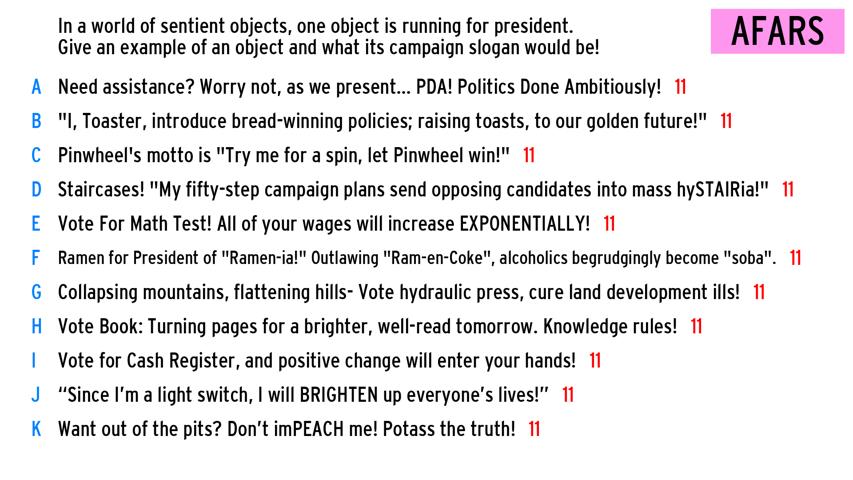 In a world of sentient objects, one object is running for president.
Give an example of an object and what its campaign slogan would be!
AFARS
A Need assistance? Worry not, as we present... PDA! Politics Done Ambitiously! 11
B "I, Toaster, introduce bread-winning policies; raising toasts, to our golden future!" 11
C Pinwheel's motto is "Try me for a spin, let Pinwheel win!" 11
D Staircases! "My fifty-step campaign plans send opposing candidates into mass hySTAIRia!" 11
E Vote For Math Test! All of your wages will increase EXPONENTIALLY! 11
F Ramen for President of "Ramen-ia!" Outlawing "Ram-en-Coke", alcoholics begrudgingly become "soba". 11
G Collapsing mountains, flattening hills- Vote hydraulic press, cure land development ills! 11
H Vote Book: Turning pages for a brighter, well-read tomorrow. Knowledge rules! 11
I Vote for Cash Register, and positive change will enter your hands! 11
J “Since I’m a light switch, I will BRIGHTEN up everyone’s lives!” 11
K Want out of the pits? Don’t imPEACH me! Potass the truth! 11